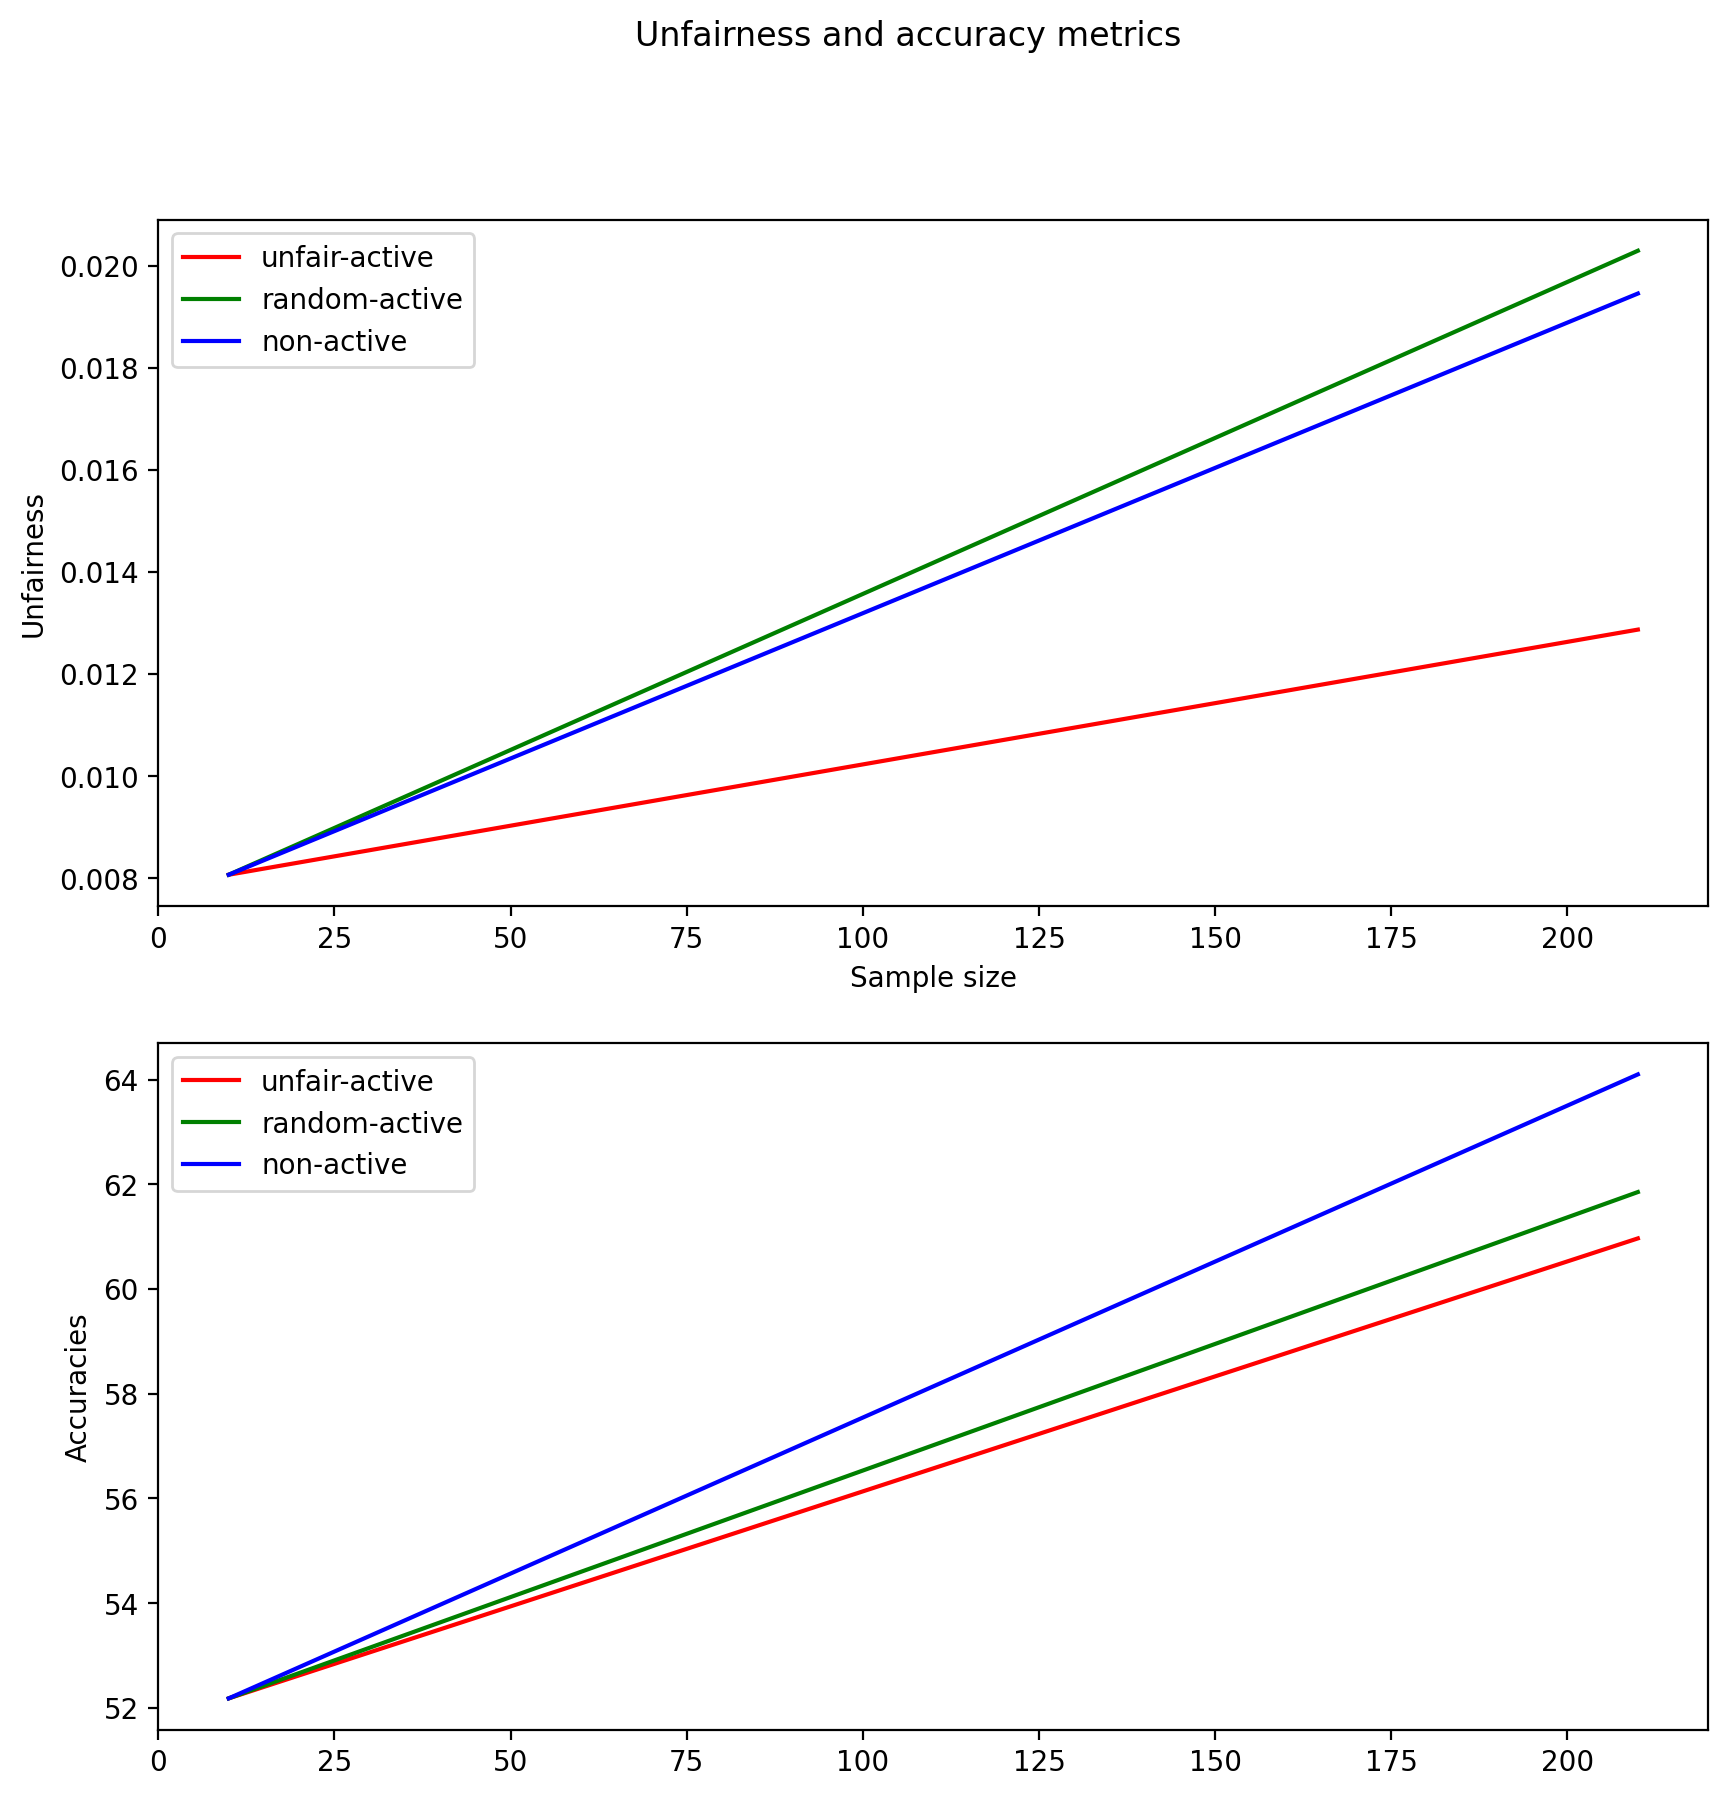 Unfairness and accuracy metrics
unfair-active
random-active
non-active
0.020
0.018
0.016
0.014
0.012
0.010
0.008
Unfairness
0 25 50 75 100 125 150 175 200
Sample size
unfair-active
random-active
non-active
64
62
60
58
56
54
52
Accuracies
0 25 50 75 100 125 150 175 200